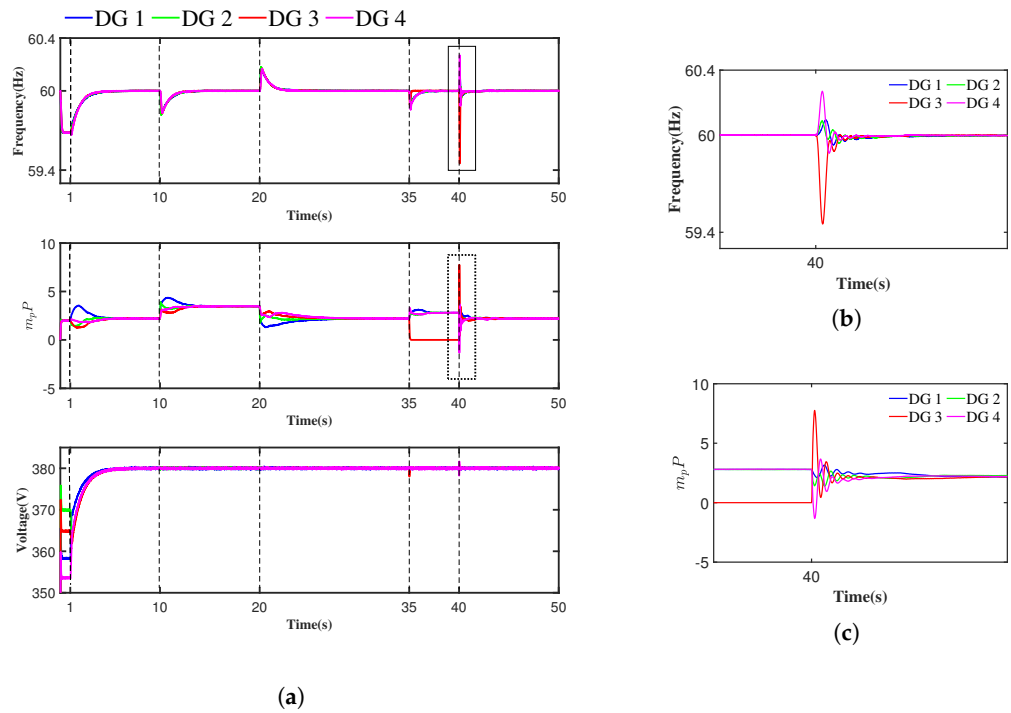 DG 1 DG 2 DG 3 DG 4
60.4
60
59.4
Frequency(Hz)
1 10 20 35 40 50
Time(s)
10
5
0
-5
m_pP
1 10 20 35 40 50
Time(s)
380
370
360
350
Voltage(V)
1 10 20 35 40 50
Time(s)
(a)
60.4
60
59.4
Frequency(Hz)
DG 1 DG 2
DG 3 DG 4
40
Time(s)
(b)
10
5
0
-5
m_pP
DG 1 DG 2
DG 3 DG 4
40
Time(s)
(c)